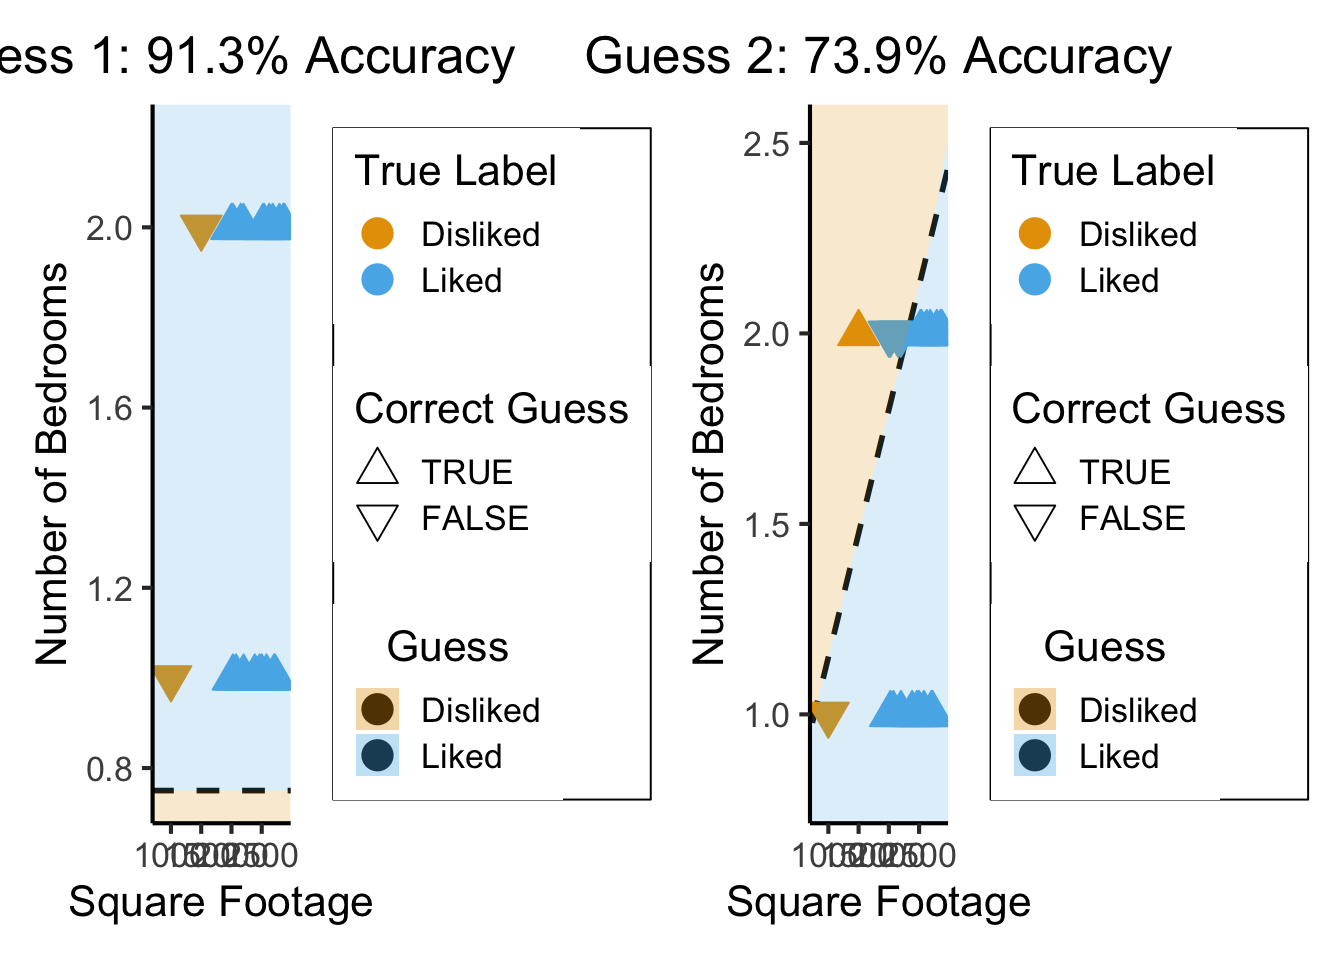 ess 1: 91.3% Accuracy
Number of Bedrooms
2.0
1.6
1.2
0.8
Square Footage
True Label
Disliked
Liked
Correct Guess
TRUE
FALSE
Guess
Disliked
Liked
Guess 2: 73.9% Accuracy
Number of Bedrooms
2.5
2.0
1.5
1.0
Square Footage
True Label
Disliked
Liked
Correct Guess
TRUE
FALSE
Guess
Disliked
Liked